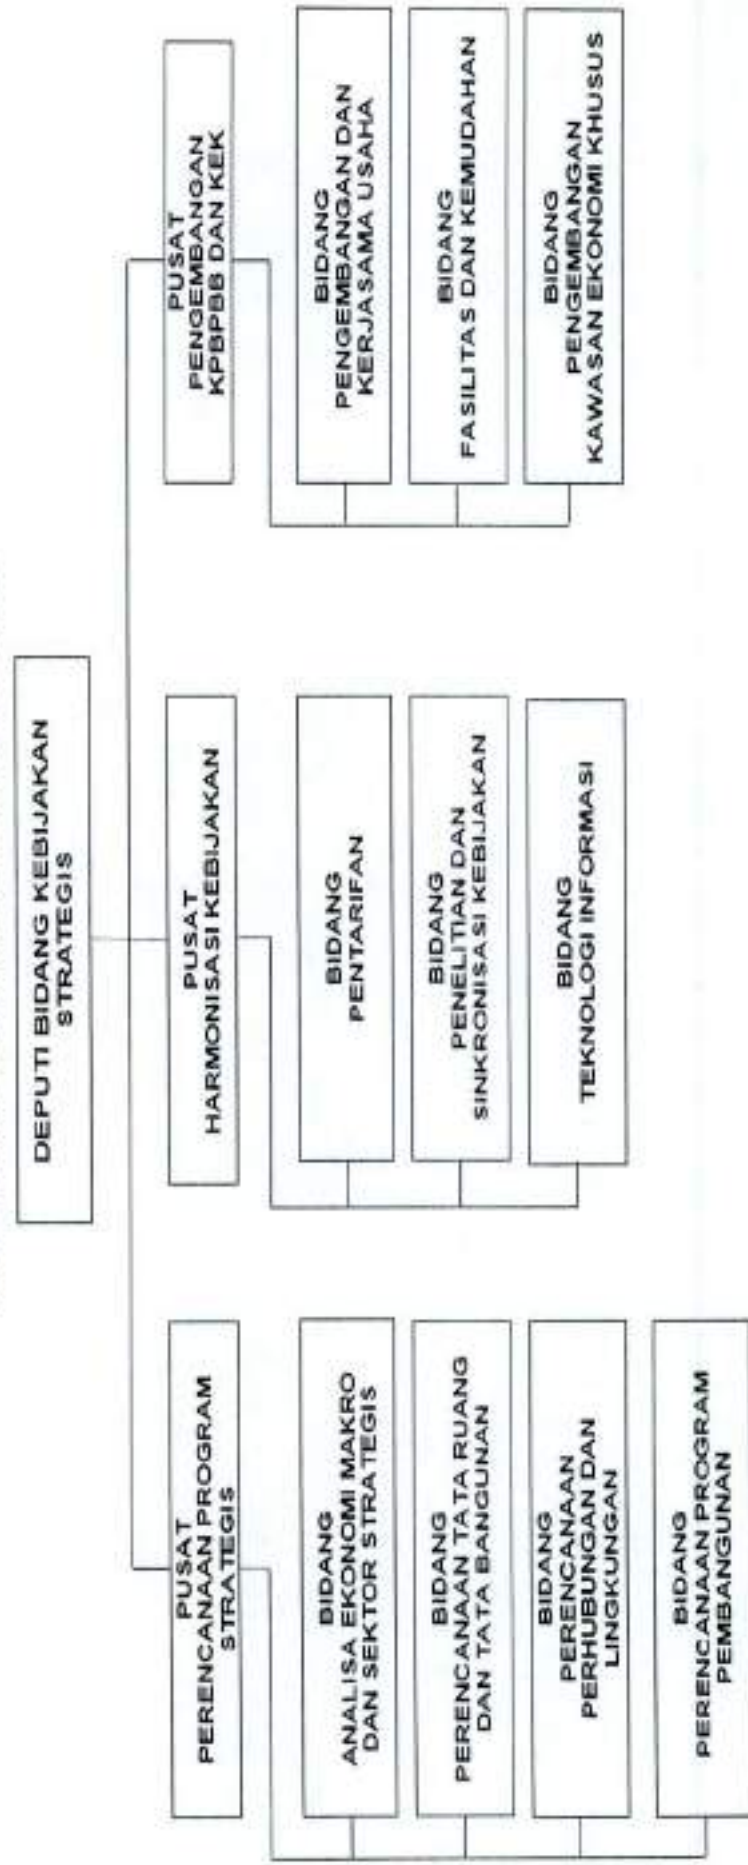 DEPUTI BIDANG KEBIJAKAN
STRATEGIS
PUSAT
PERENCANAAN PROGRAM
STRATEGIS
BIDANG
ANALISA EKONOMI MAKRO
DAN SEKTOR STRATEGIS
BIDANG
PERENCANAAN TATA RUANG
DAN TATA BANGUNAN
BIDANG
PERENCANAAN
PERHUBUNGAN DAN
LINGKUNGAN
BIDANG
PERENCANAAN PROGRAM
PEMBANGUNAN
PUSAT
HARMONISASI KEBIJAKAN
BIDANG
PENTARIFAN
BIDANG
PENELITIAN DAN
SINKRONISASI KEBIJAKAN
BIDANG
TEKNOLOGI INFORMASI
PUSAT
PENGEMBANGAN
KPBPBB DAN KEK
BIDANG
PENGEMBANGAN DAN
KERJASAMA USAHA
BIDANG
FASILITAS DAN KEMUDAHAN
BIDANG
PENGEMBANGAN
KAWASAN EKONOMI KHUSUS